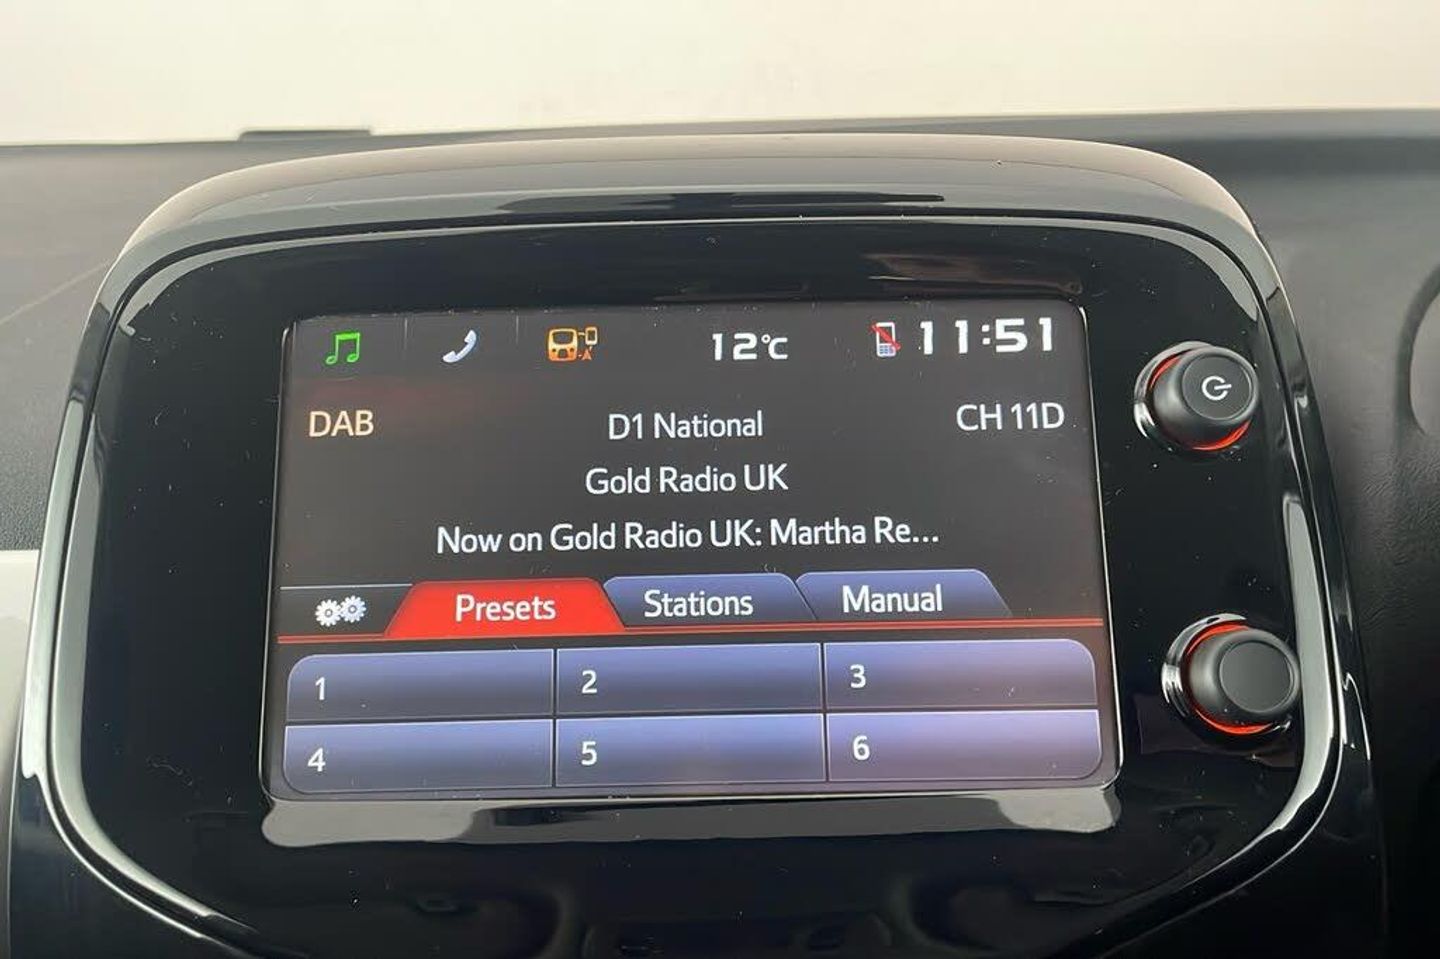 12°C 11:51
DAB D1 National CH 11D
Gold Radio UK
Now on Gold Radio UK: Martha Re...
Presets Stations Manual
1 2 3
4 5 6